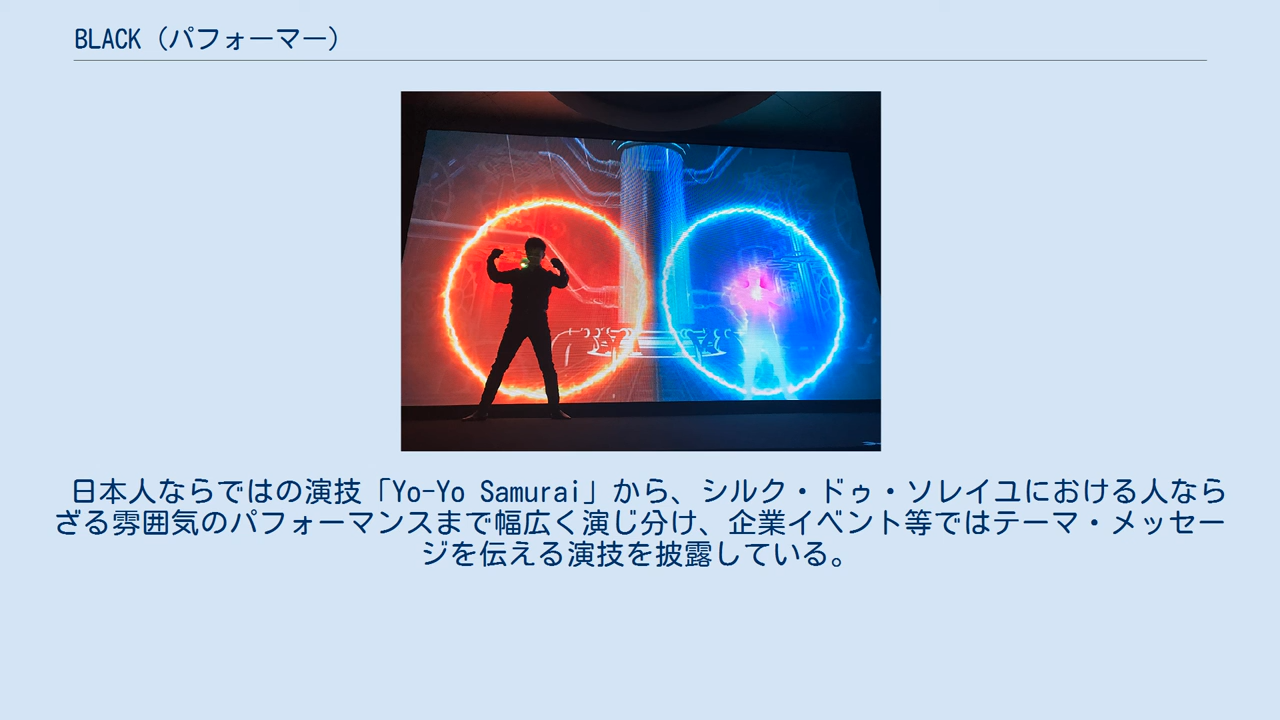 BLACK（パフォーマー）
日本人ならではの演技「Yo-Yo Samurai」から、シルク・ドゥ・ソレイユにおける人なら
ざる雰囲気のパフォーマンスまで幅広く演じ分け、企業イベント等ではテーマ・メッセー
ジを伝える演技を披露している。